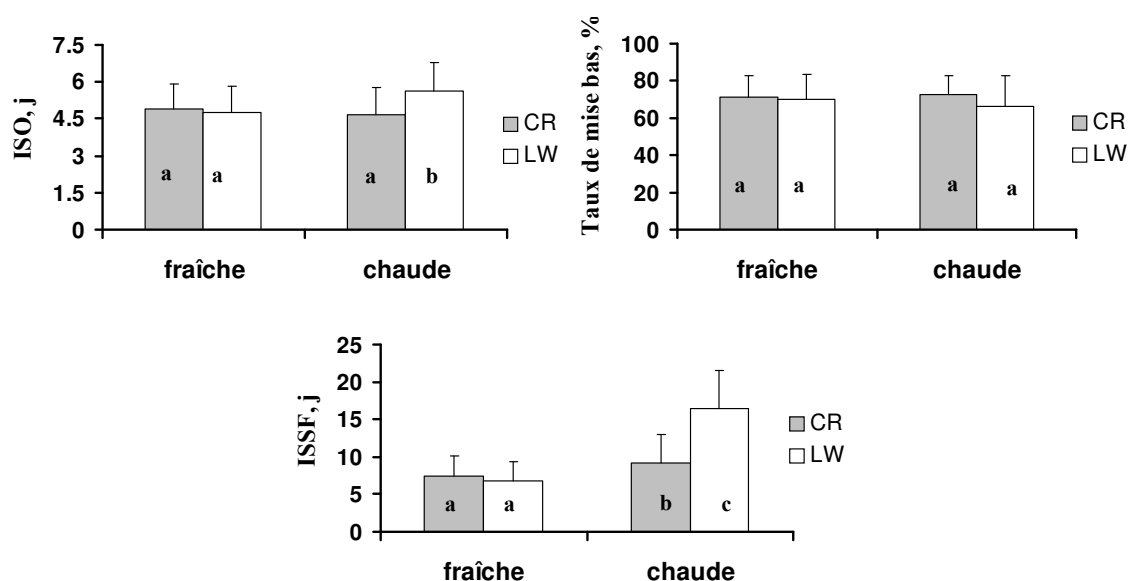 ISO, j
7.5
6
4.5
3
1.5
0
a
a
a
b
fraîche
chaude
CR
LW
Taux de mise bas, %
100
80
60
40
20
0
a
a
a
a
fraîche
chaude
CR
LW
ISSF, j
25
20
15
10
5
0
a
a
b
c
fraîche
chaude
CR
LW